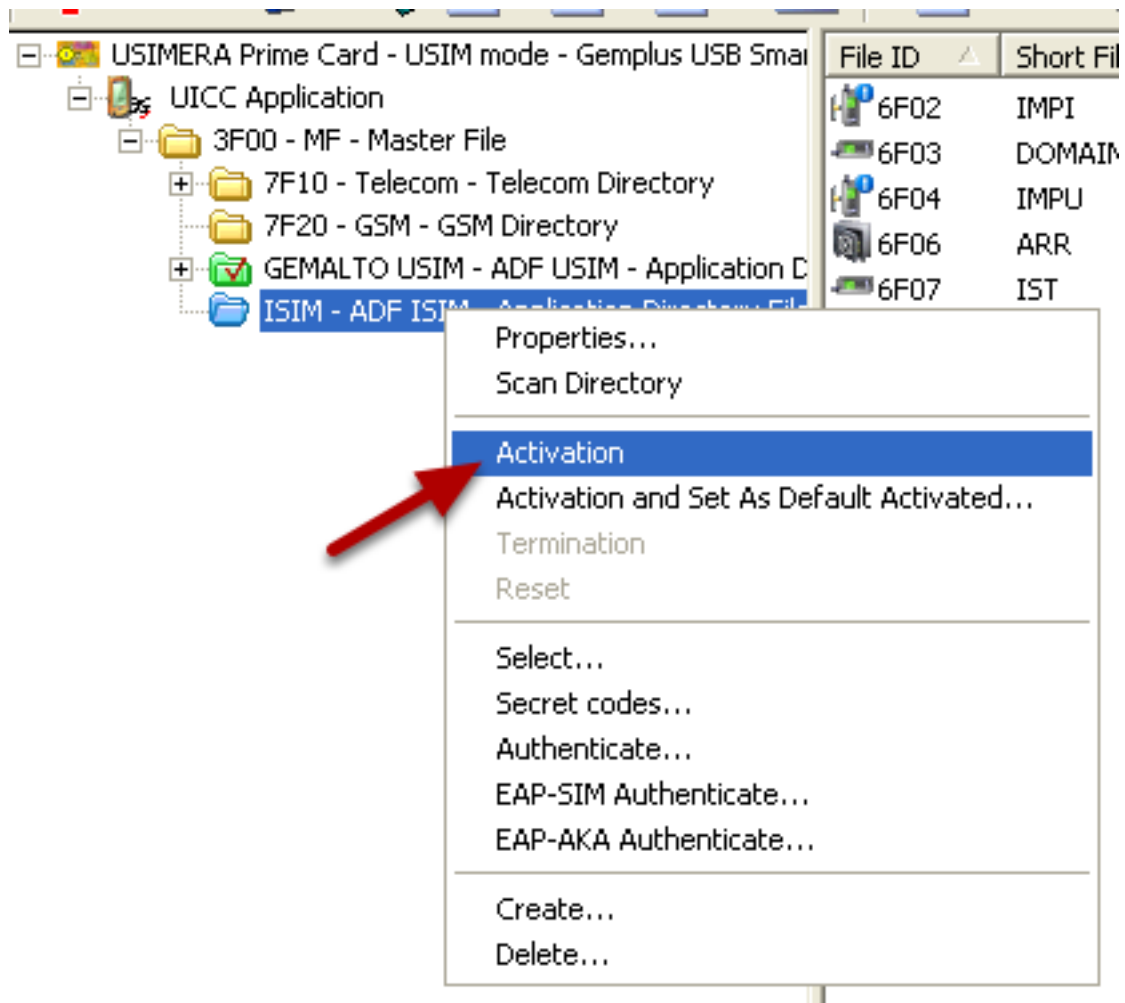 USIMERA Prime Card - USIM mode - Gemplus USB Smar
UICC Application
3F00 - MF - Master File
7F10 - Telecom - Telecom Directory
7F20 - GSM - GSM Directory
GEMALTO USIM - ADF USIM - Application D
ISIM - ADF ISIM - Application Directory File
File ID Short Fil
6F02 IMPI
6F03 DOMAIN
6F04 IMPU
6F06 ARR
6F07 IST
Properties...
Scan Directory
Activation
Activation and Set As Default Activated...
Termination
Reset
Select...
Secret codes...
Authenticate...
EAP-SIM Authenticate...
EAP-AKA Authenticate...
Create...
Delete...